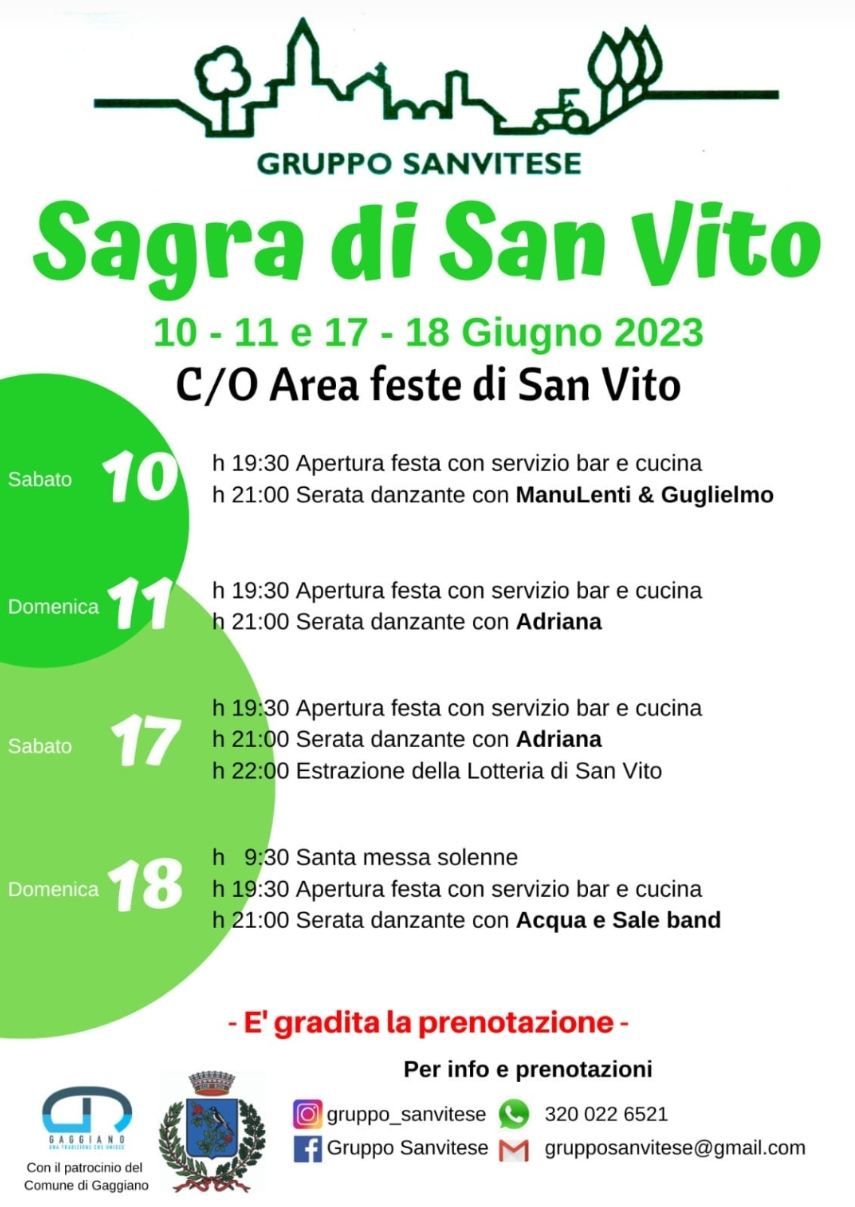 GRUPPO SANVITESE
Sagra di San Vito
10 - 11 e 17 - 18 Giugno 2023
C/O Area feste di San Vito
Sabato 10
h 19:30 Apertura festa con servizio bar e cucina
h 21:00 Serata danzante con ManuLenti & Guglielmo
Domenica 11
h 19:30 Apertura festa con servizio bar e cucina
h 21:00 Serata danzante con Adriana
Sabato 17
h 19:30 Apertura festa con servizio bar e cucina
h 21:00 Serata danzante con Adriana
h 22:00 Estrazione della Lotteria di San Vito
Domenica 18
h 9:30 Santa messa solenne
h 19:30 Apertura festa con servizio bar e cucina
h 21:00 Serata danzante con Acqua e Sale band
- E' gradita la prenotazione -
Per info e prenotazioni
gruppo_sanvitese 320 022 6521
Gruppo Sanvitese grupposanvitese@gmail.com
GAGGIANO
UNA TRADIZIONE CHE UNISCE
Con il patrocinio del
Comune di Gaggiano